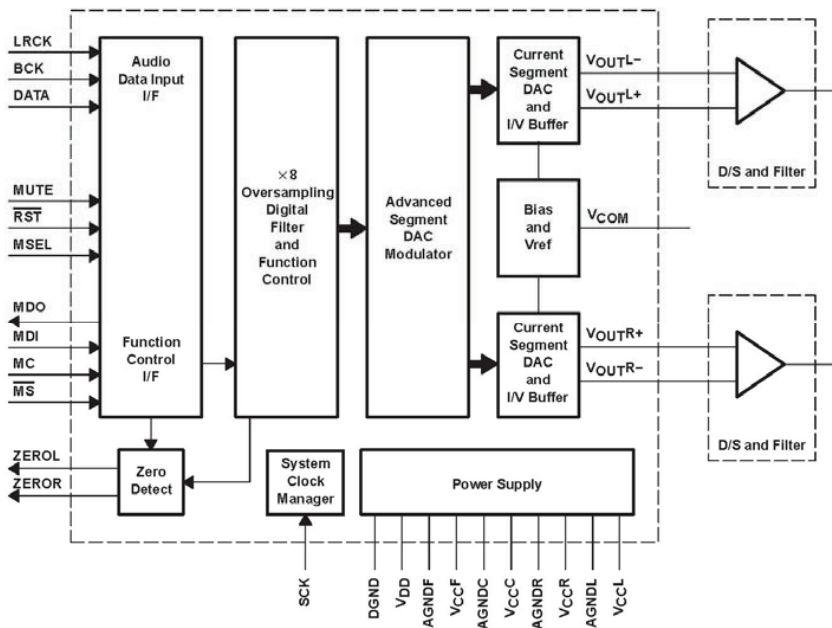 LRCK
BCK
DATA
MUTE
RST
MSEL
MDO
MDI
MC
MS
ZEROL
ZEROR
Audio
Data Input
I/F
Function
Control
I/F
Zero
Detect
×8
Oversampling
Digital
Filter
and
Function
Control
System
Clock
Manager
Advanced
Segment
DAC
Modulator
Current
Segment
DAC
and
I/V Buffer
Bias
and
Vref
Current
Segment
DAC
and
I/V Buffer
Power Supply
VOUTL–
VOUTL+
VCOM
VOUTR+
VOUTR–
D/S and Filter
D/S and Filter
SCK
DGND
VDD
AGNDF
VCCF
AGNDC
VCCC
AGNDR
VCCR
AGNDL
VCCL